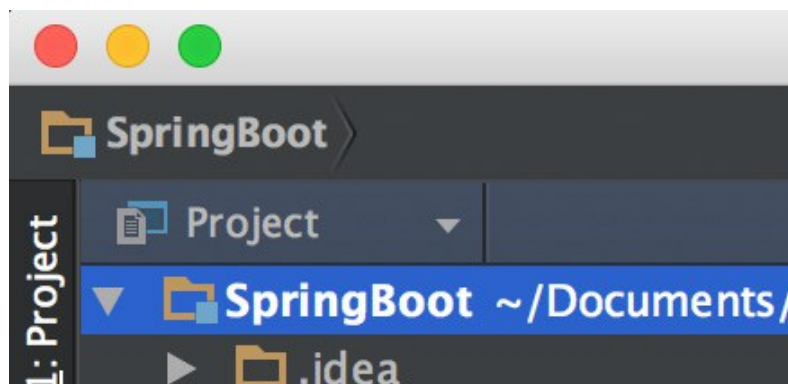 SpringBoot
1: Project
Project
SpringBoot ~/Documents/
.idea